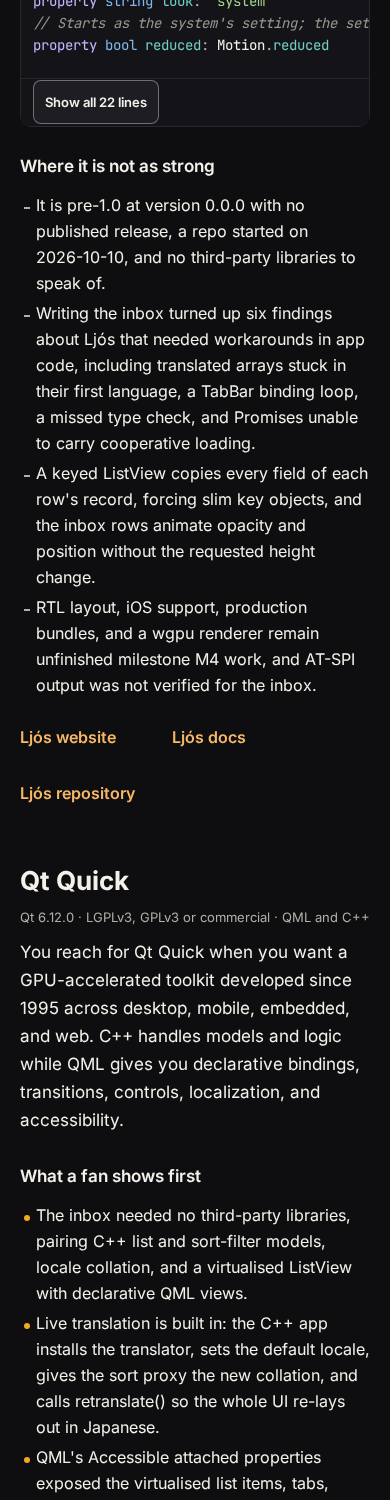 property string look: "system"
// Starts as the system's setting; the set
property bool reduced: Motion.reduced
Show all 22 lines
Where it is not as strong
– It is pre-1.0 at version 0.0.0 with no
published release, a repo started on
2026-10-10, and no third-party libraries to
speak of.
– Writing the inbox turned up six findings
about Ljós that needed workarounds in app
code, including translated arrays stuck in
their first language, a TabBar binding loop,
a missed type check, and Promises unable
to carry cooperative loading.
– A keyed ListView copies every field of each
row's record, forcing slim key objects, and
the inbox rows animate opacity and
position without the requested height
change.
– RTL layout, iOS support, production
bundles, and a wgpu renderer remain
unfinished milestone M4 work, and AT-SPI
output was not verified for the inbox.
Ljós website Ljós docs
Ljós repository
Qt Quick
Qt 6.12.0 · LGPLv3, GPLv3 or commercial · QML and C++
You reach for Qt Quick when you want a
GPU-accelerated toolkit developed since
1995 across desktop, mobile, embedded,
and web. C++ handles models and logic
while QML gives you declarative bindings,
transitions, controls, localization, and
accessibility.
What a fan shows first
• The inbox needed no third-party libraries,
pairing C++ list and sort-filter models,
locale collation, and a virtualised ListView
with declarative QML views.
• Live translation is built in: the C++ app
installs the translator, sets the default locale,
gives the sort proxy the new collation, and
calls retranslate() so the whole UI re-lays
out in Japanese.
• QML's Accessible attached properties
exposed the virtualised list items, tabs,